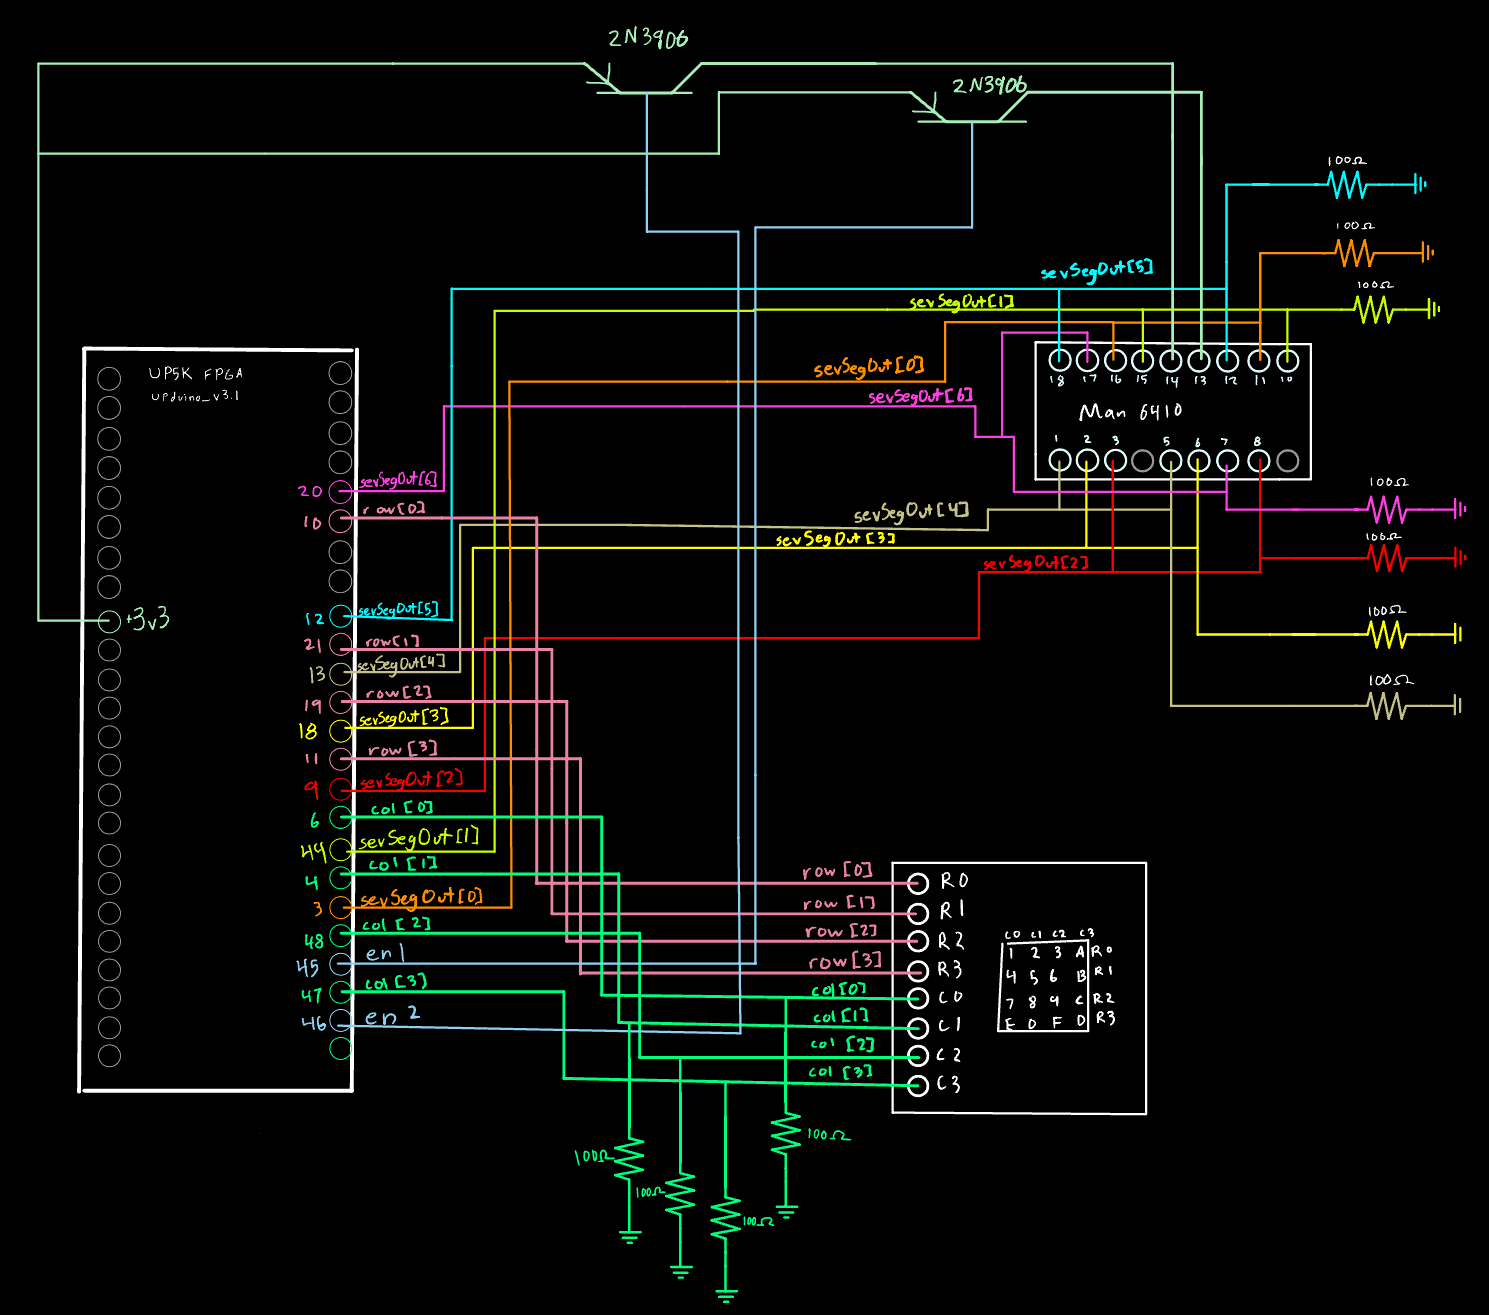 2N3906
2N3906
100Ω
100Ω
100Ω
sevSegOut[5]
sevSegOut[1]
sevSegOut[0]
sevSegOut[6]
18 17 16 15 14 13 12 11 10
Man 6410
1 2 3 5 6 7 8
UP5K FPGA
UPduino_v3.1
+3v3
20 sevSegOut[6]
10 row[0]
12 sevSegOut[5]
21 row[1]
13 sevSegOut[4]
19 row[2]
18 sevSegOut[3]
11 row[3]
9 sevSegOut[2]
6 col[0]
49 sevSegOut[1]
4 col[1]
3 sevSegOut[0]
48 col[2]
45 en1
47 col[3]
46 en2
sevSegOut[4]
sevSegOut[3]
sevSegOut[2]
100Ω
100Ω
100Ω
100Ω
row[0] R0
row[1] R1
row[2] R2
row[3] R3
col[0] C0
col[1] C1
col[2] C2
col[3] C3
C0 C1 C2 C3
1 2 3 A R0
4 5 6 B R1
7 8 9 C R2
E 0 F D R3
100Ω
100Ω
100Ω
100Ω